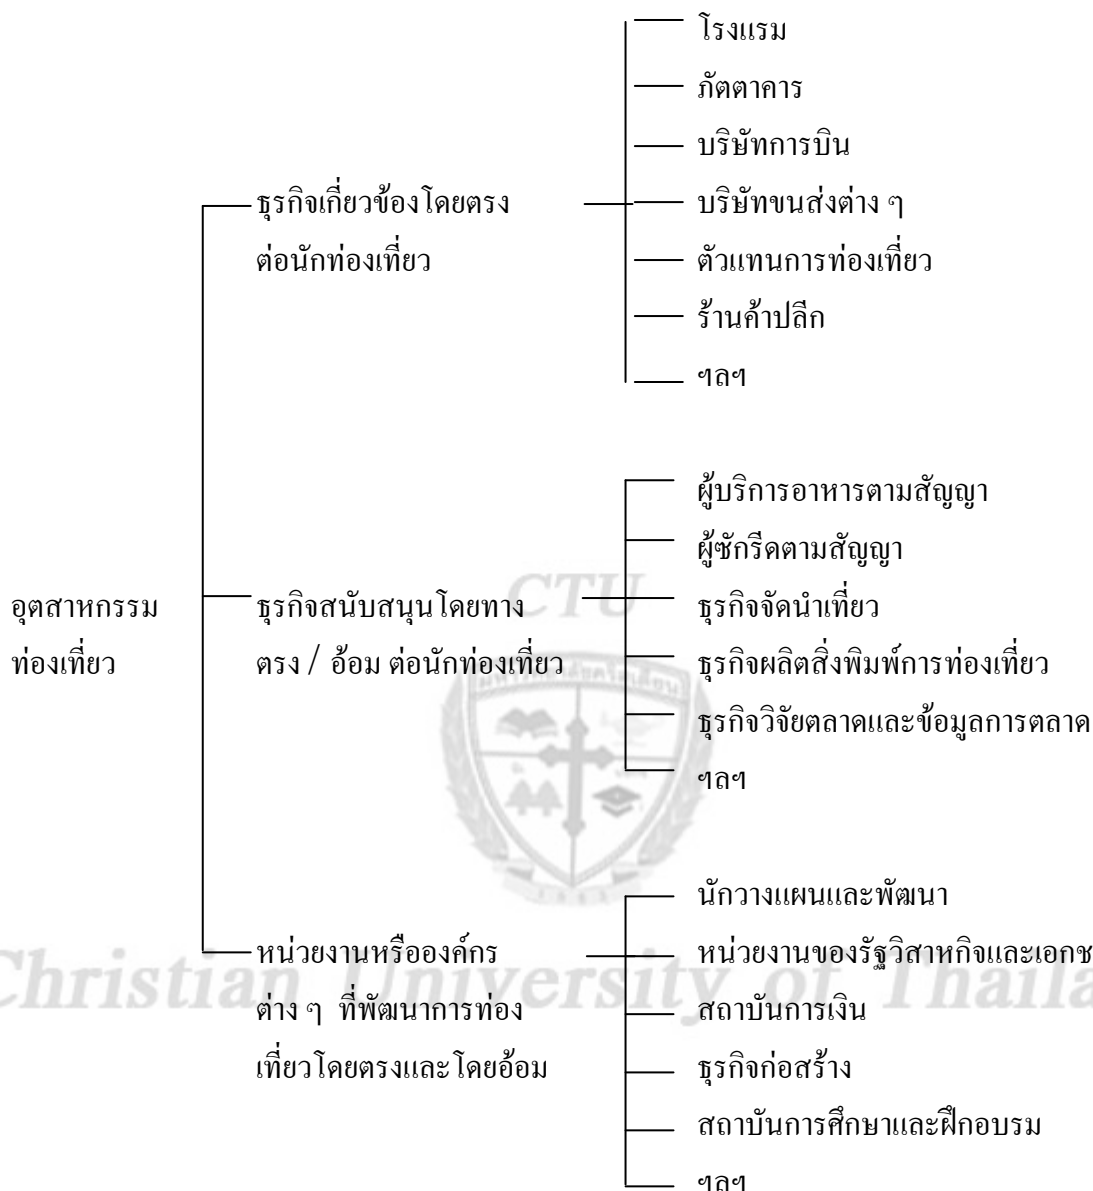 โรงแรม
ภัตตาคาร
บริษัทการบิน
ธุรกิจเกี่ยวข้องโดยตรง
บริษัทขนส่งต่าง ๆ
ต่อนักท่องเที่ยว
ตัวแทนการท่องเที่ยว
ร้านค้าปลีก
ฯลฯ
ผู้บริการอาหารตามสัญญา
ผู้ซักรีดตามสัญญา
CTU
อุตสาหกรรม
ท่องเที่ยว
ธุรกิจสนับสนุนโดยทาง
ตรง / อ้อม ต่อนักท่องเที่ยว
ธุรกิจจัดนำเที่ยว
ธุรกิจผลิตสิ่งพิมพ์การท่องเที่ยว
มหาวิทยาลัยคริสเตียน
ธุรกิจวิจัยตลาดและข้อมูลการตลาด
ฯลฯ
1983
นักวางแผนและพัฒนา
หน่วยงานหรือองค์กร
ต่าง ๆ ที่พัฒนาการท่อง
เที่ยวโดยตรงและโดยอ้อม
หน่วยงานของรัฐวิสาหกิจและเอกช
Christian University of Thaila
สถาบันการเงิน
ธุรกิจก่อสร้าง
สถาบันการศึกษาและฝึกอบรม
ฯลฯ